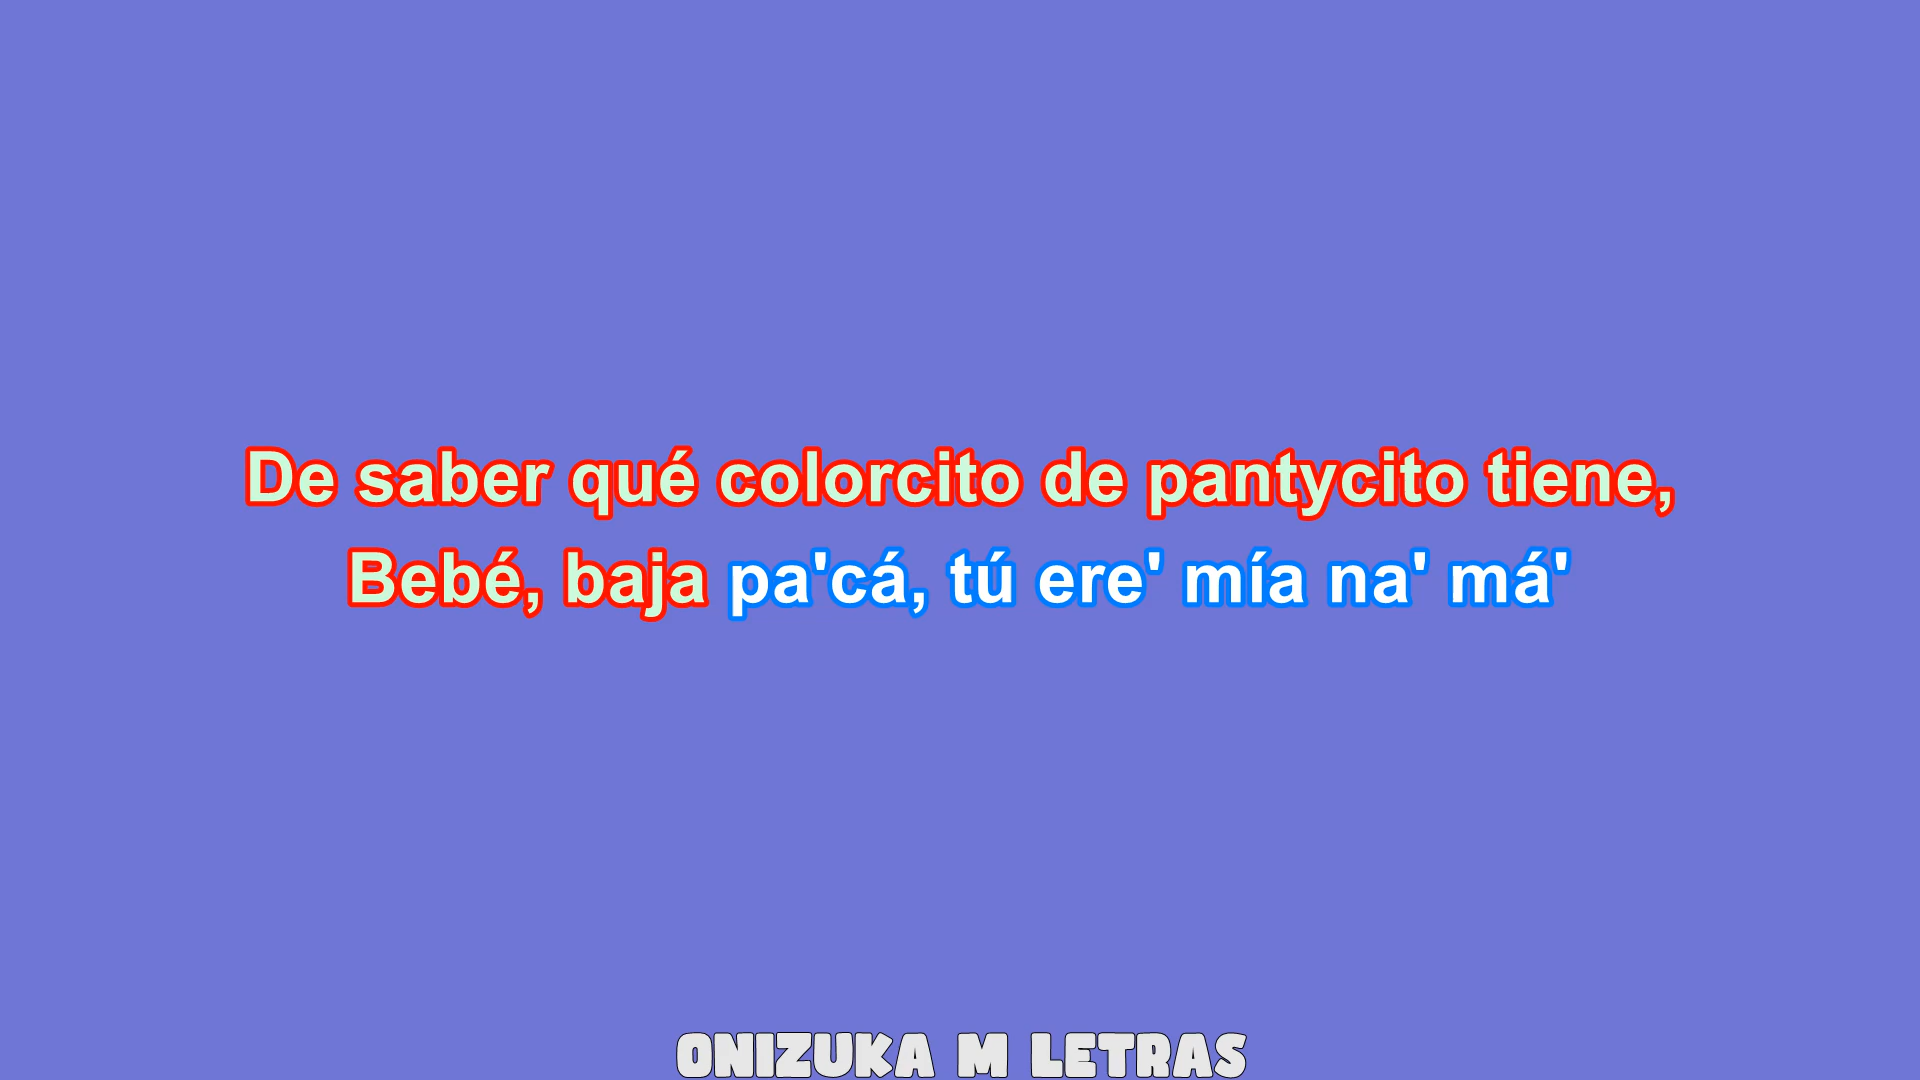 De saber qué colorcito de pantycito tiene,
Bebé, baja pa'cá, tú ere' mía na' má'
ONIZUKA M LETRAS